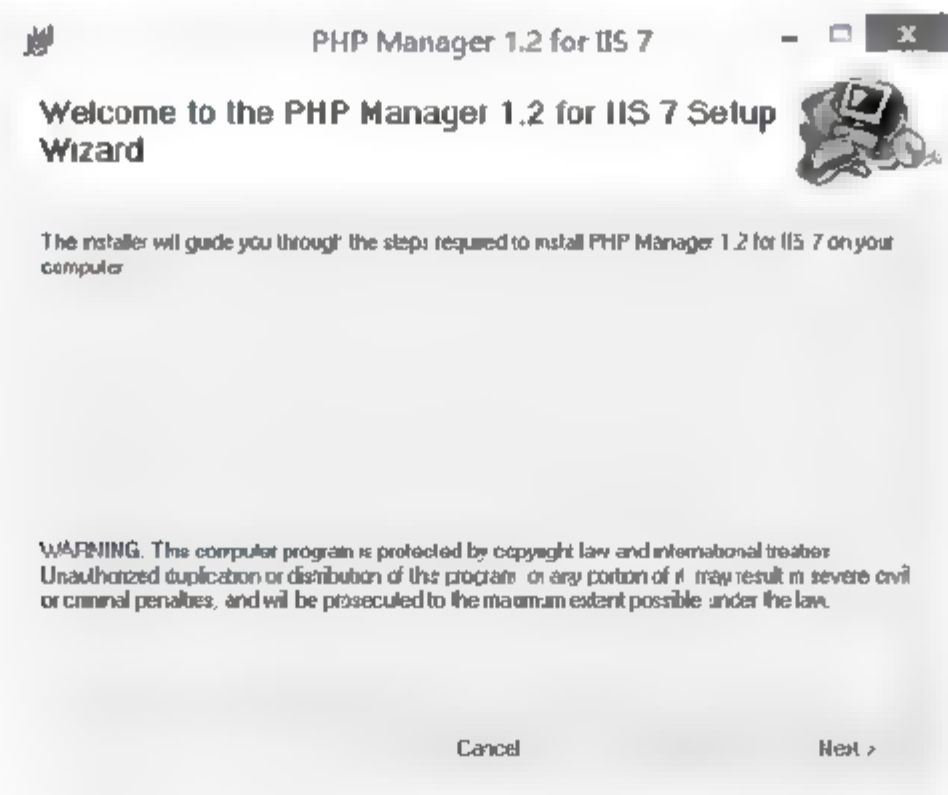 PHP Manager 1.2 for IIS 7
Welcome to the PHP Manager 1.2 for IIS 7 Setup
Wizard
The installer will guide you through the steps required to install PHP Manager 1.2 for IIS 7 on your
computer
WARNING: This computer program is protected by copyright law and international treaties
Unauthorized duplication or distribution of this program, or any portion of it may result in severe civil
or criminal penalties, and will be prosecuted to the maximum extent possible under the law.
Cancel
Next >